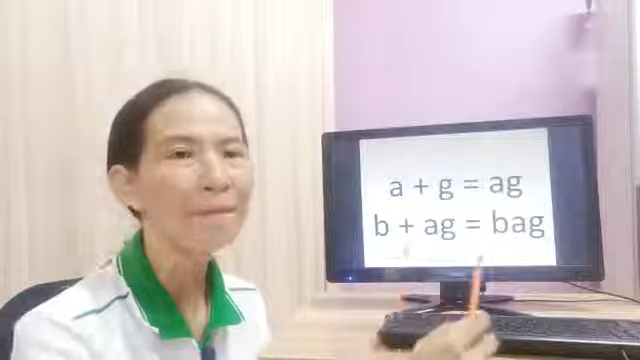 a + g = ag
b + ag = bag